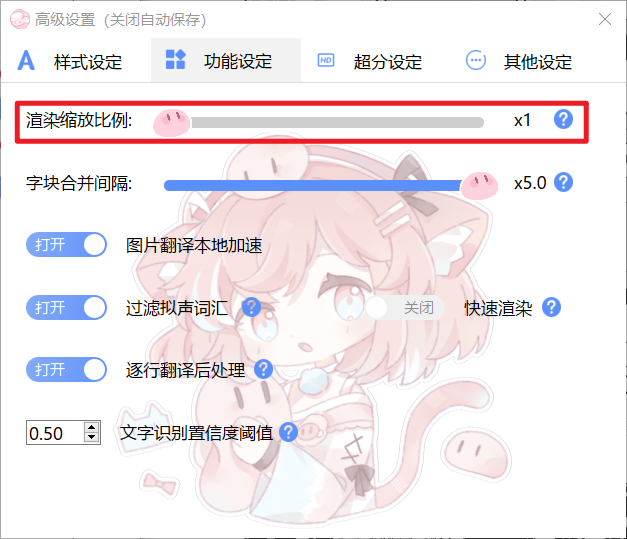 高级设置（关闭自动保存）
样式设定 功能设定 HD 超分设定 其他设定
渲染缩放比例: x1 ?
字块合并间隔: x5.0 ?
打开 图片翻译本地加速
打开 过滤拟声词汇 ? 关闭 快速渲染 ?
打开 逐行翻译后处理 ?
0.50 文字识别置信度阈值 ?